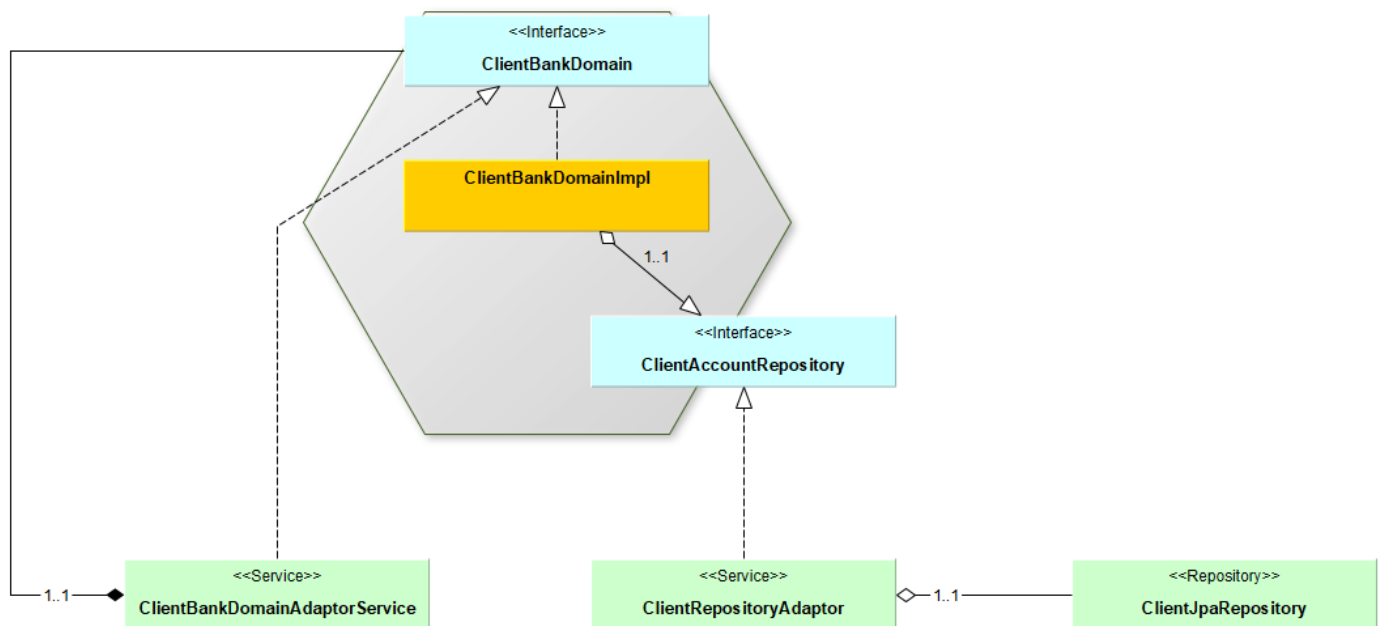 <<Interface>>
ClientBankDomain
ClientBankDomainImpl
1..1
<<Interface>>
ClientAccountRepository
<<Service>>
ClientBankDomainAdaptorService
1..1
<<Service>>
ClientRepositoryAdaptor
1..1
<<Repository>>
ClientJpaRepository